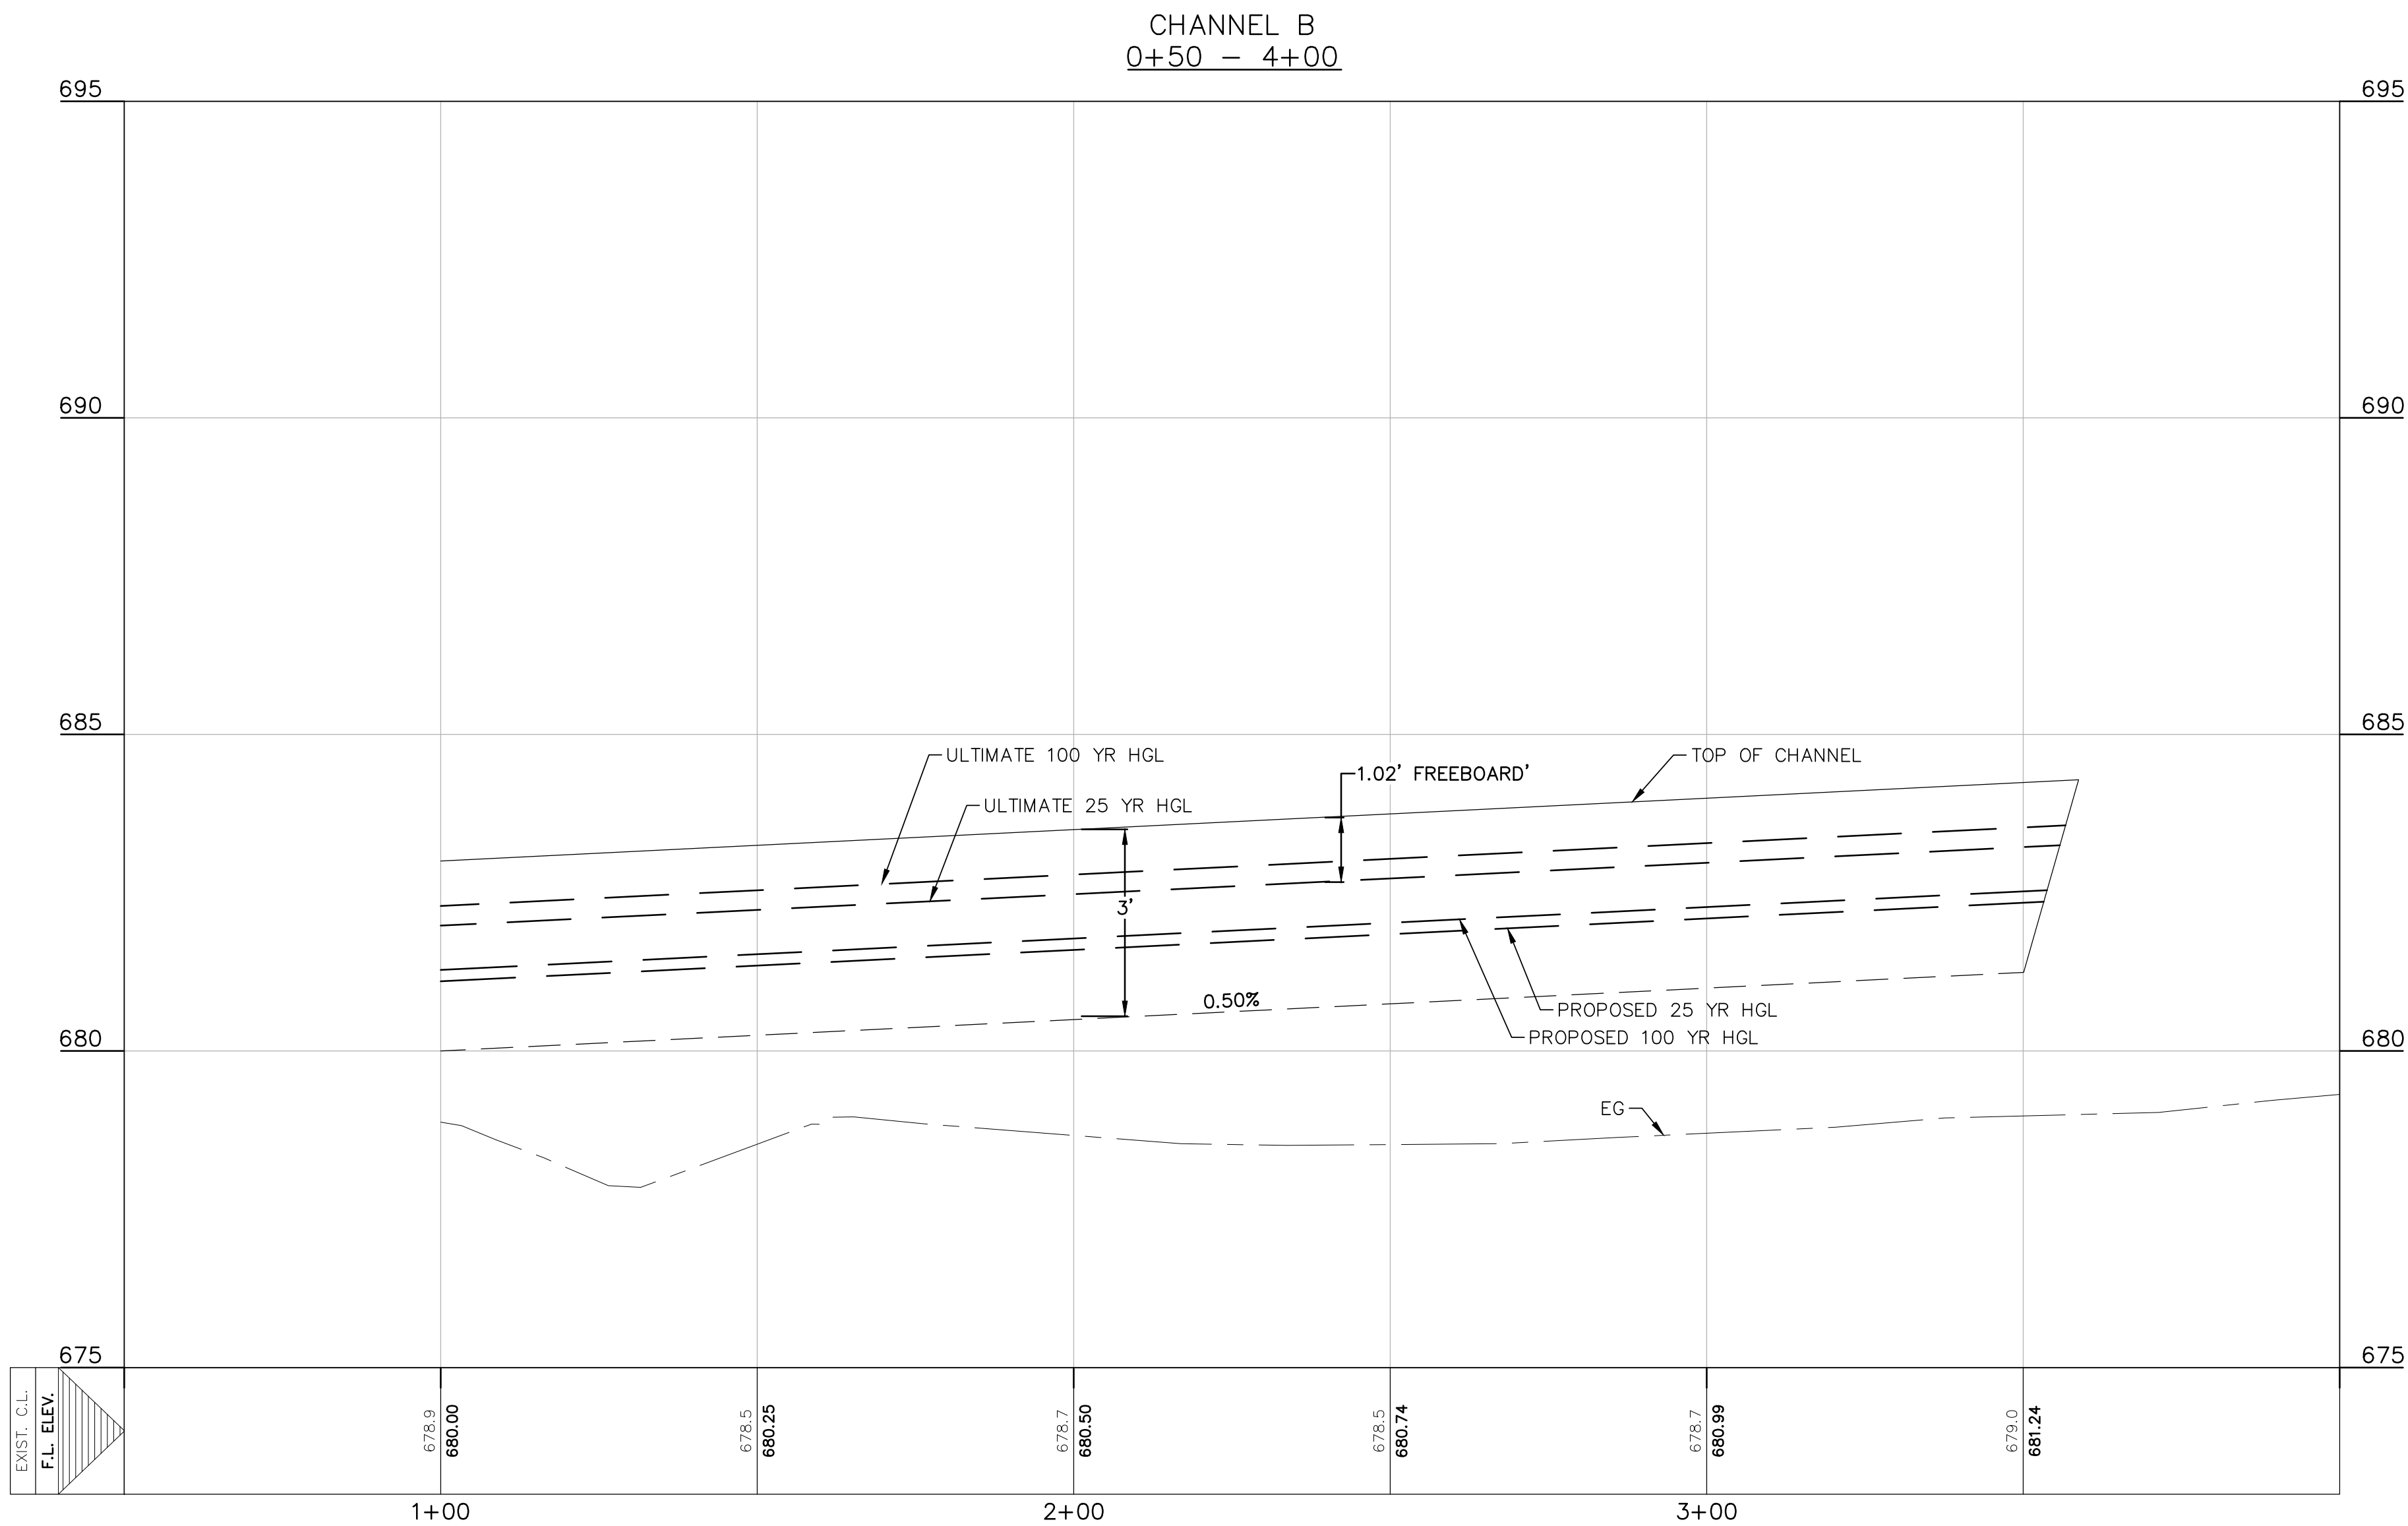 CHANNEL B
0+50 - 4+00
695 695
690 690
685 685
ULTIMATE 100 YR HGL
TOP OF CHANNEL
1.02' FREEBOARD'
ULTIMATE 25 YR HGL
3'
0.50%
PROPOSED 25 YR HGL
PROPOSED 100 YR HGL
680 680
EG
675 675
EXIST. C.L.
F.L. ELEV.
678.9
680.00
678.5
680.25
678.7
680.50
678.5
680.74
678.7
680.99
679.0
681.24
1+00 2+00 3+00